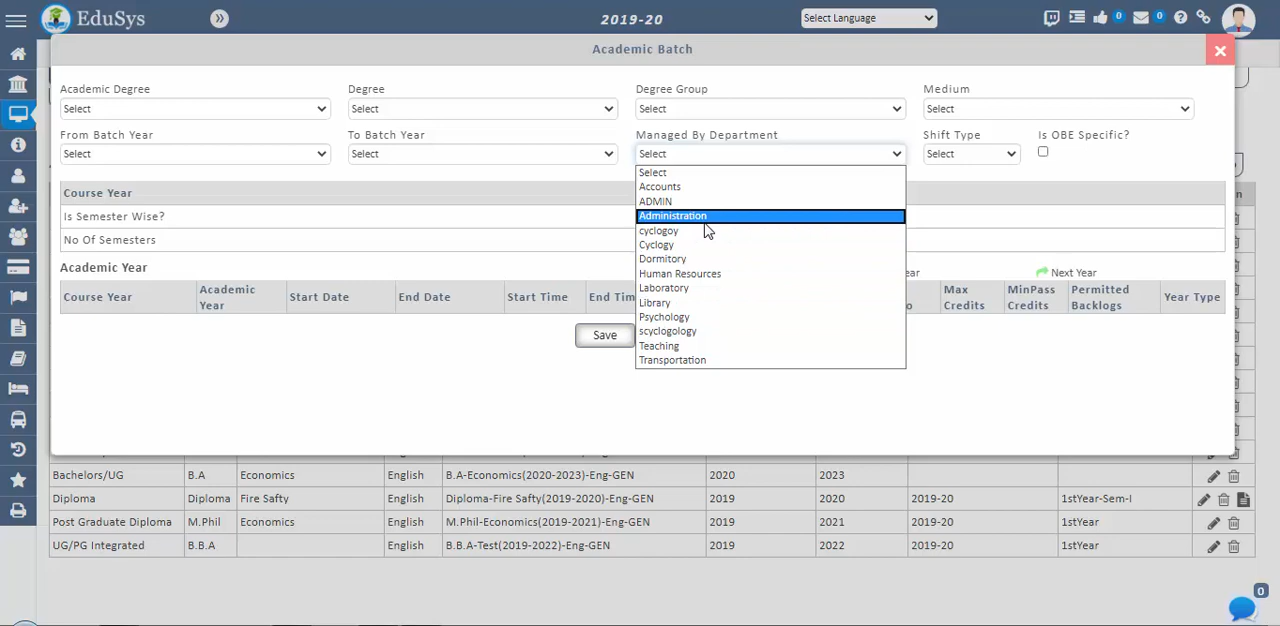 EduSys
2019-20
Select Language
0
0
Academic Batch
Academic Degree
Degree
Degree Group
Medium
Select
Select
Select
Select
From Batch Year
To Batch Year
Managed By Department
Shift Type
Is OBE Specific?
Select
Select
Select
Select
Select
Accounts
ADMIN
Administration
cyclogoy
Cyclogy
Dormitory
Human Resources
Laboratory
Library
Psychology
scyclogology
Teaching
Transportation
Course Year
Is Semester Wise?
No Of Semesters
Academic Year
Next Year
Course Year
Academic Year
Start Date
End Date
Start Time
Max Credits
MinPass Credits
Permitted Backlogs
Year Type
Save
Bachelors/UG B.A Economics English B.A-Economics(2020-2023)-Eng-GEN 2020 2023
Diploma Diploma Fire Safty English Diploma-Fire Safty(2019-2020)-Eng-GEN 2019 2020 2019-20 1stYear-Sem-I
Post Graduate Diploma M.Phil Economics English M.Phil-Economics(2019-2021)-Eng-GEN 2019 2021 2019-20 1stYear
UG/PG Integrated B.B.A English B.B.A-Test(2019-2022)-Eng-GEN 2019 2022 2019-20 1stYear
0